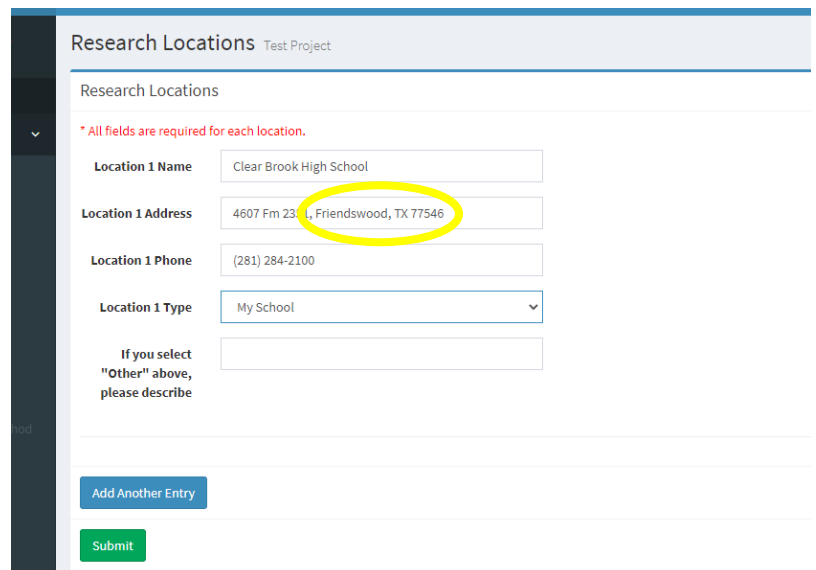 Research Locations Test Project
Research Locations
* All fields are required for each location.
Location 1 Name Clear Brook High School
Location 1 Address 4607 Fm 2351, Friendswood, TX 77546
Location 1 Phone (281) 284-2100
Location 1 Type My School
If you select
"Other" above,
please describe
hod
Add Another Entry
Submit